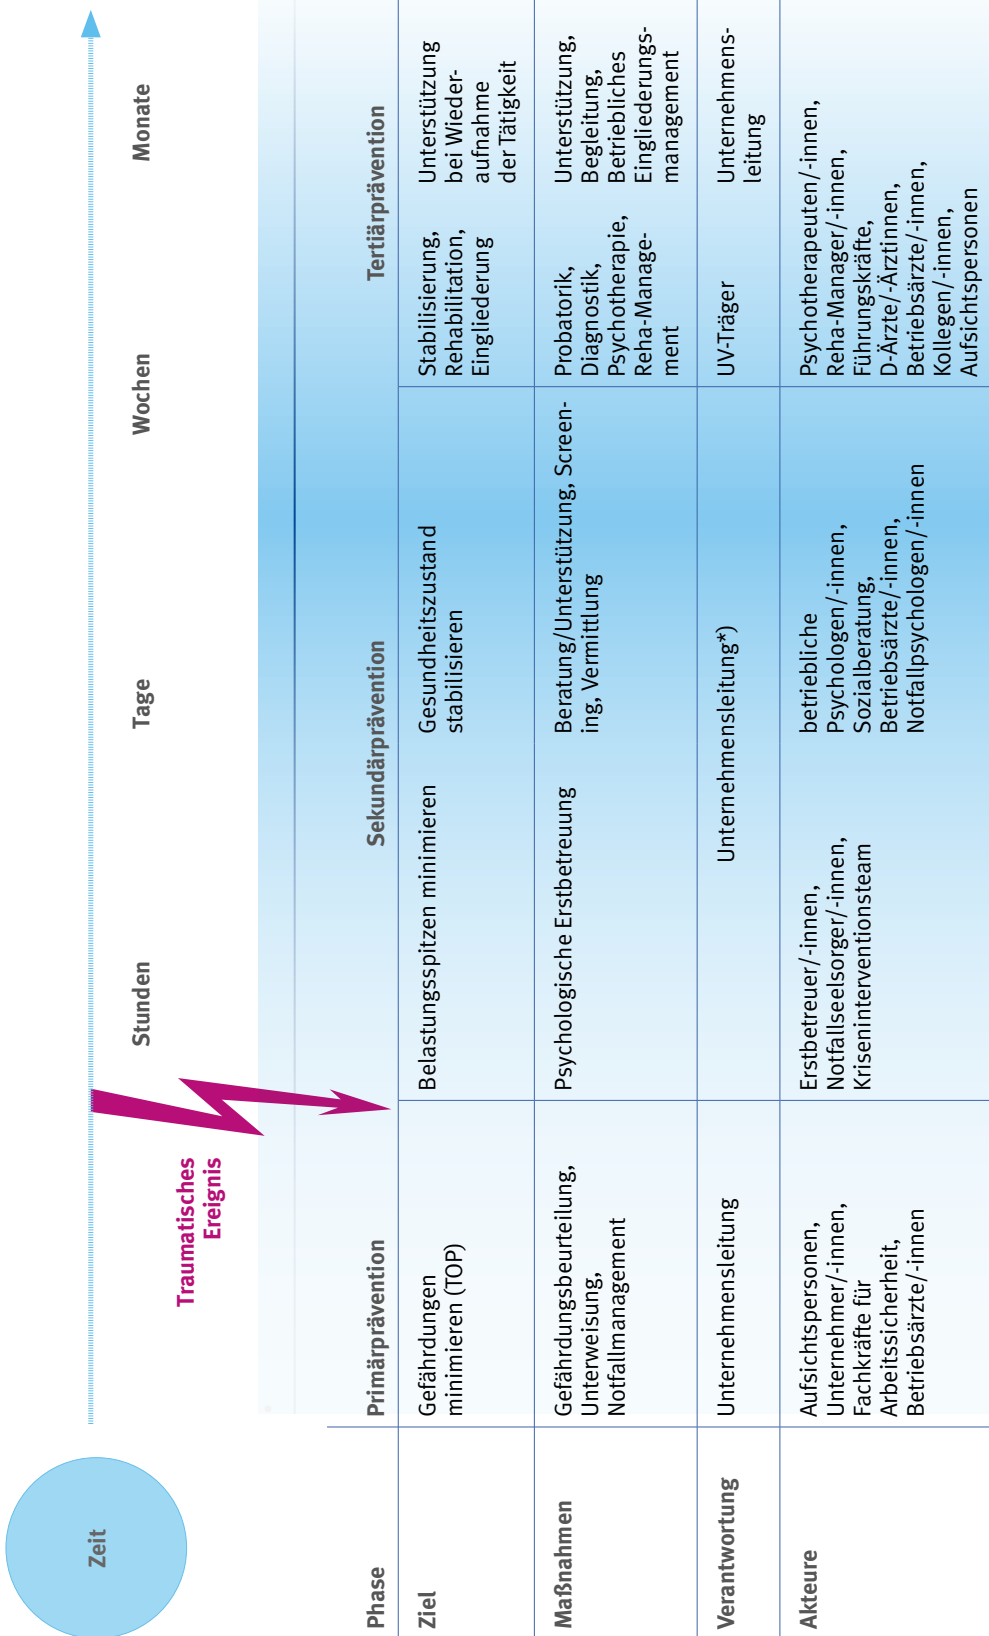 Zeit
Stunden
Tage
Wochen
Monate
Traumatisches
Ereignis
Phase
Primärprävention
Sekundärprävention
Tertiärprävention
Ziel
Gefährdungen
minimieren (TOP)
Belastungsspitzen minimieren
Gesundheitszustand
stabilisieren
Stabilisierung,
Rehabilitation,
Eingliederung
Unterstützung
bei Wieder-
aufnahme
der Tätigkeit
Maßnahmen
Gefährdungsbeurteilung,
Unterweisung,
Notfallmanagement
Psychologische Erstbetreuung
Beratung/Unterstützung, Screen-
ing, Vermittlung
Probatorik,
Diagnostik,
Psychotherapie,
Reha-Manage-
ment
Unterstützung,
Begleitung,
Betriebliches
Eingliederungs-
management
Verantwortung
Unternehmensleitung
Unternehmensleitung*)
UV-Träger
Unternehmens-
leitung
Akteure
Aufsichtspersonen,
Unternehmer/-innen,
Fachkräfte für
Arbeitssicherheit,
Betriebsärzte/-innen
Erstbetreuer/-innen,
Notfallseelsorger/-innen,
Kriseninterventionsteam
betriebliche
Psychologen/-innen,
Sozialberatung,
Betriebsärzte/-innen,
Notfallpsychologen/-innen
Psychotherapeuten/-innen,
Reha-Manager/-innen,
Führungskräfte,
D-Ärzte/-Ärztinnen,
Betriebsärzte/-innen,
Kollegen/-innen,
Aufsichtspersonen